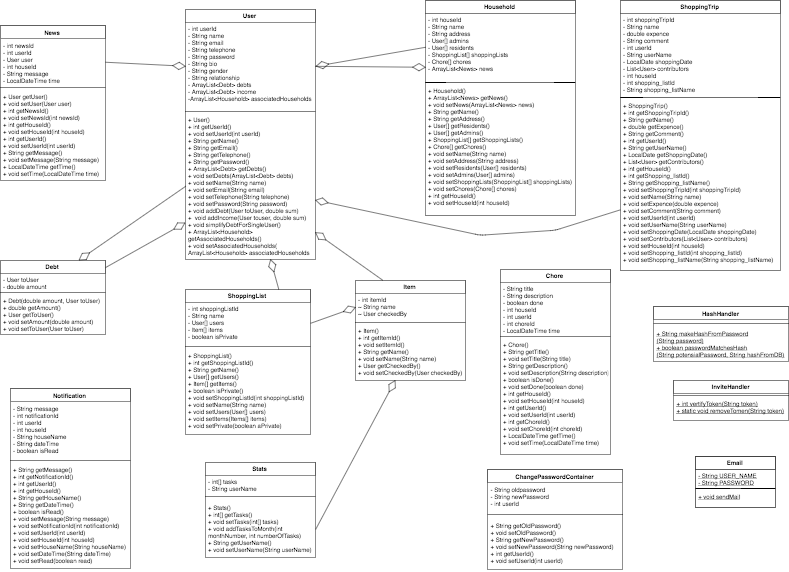 News
- int newsId
- int userId
- User user
- int houseId
- String message
- LocalDateTime time
+ User getUser()
+ void setUser(User user)
+ int getNewsId()
+ void setNewsId(int newsId)
+ int getHouseId()
+ void setHouseId(int houseId)
+ int getUserId()
+ void setUserId(int userId)
+ String getMessage()
+ void setMessage(String message)
+ LocalDateTime getTime()
+ void setTime(LocalDateTime time)
User
- int userId
- String name
- String email
- String telephone
- String password
- String bio
- String gender
- String relationship
- ArrayList<Debt> debts
- ArrayList<Debt> income
-ArrayList<Household> associatedHouseholds
+ User()
+ int getUserId()
+ void setUserId(int userId)
+ String getName()
+ String getEmail()
+ String getTelephone()
+ String getPassword()
+ ArrayList<Debt> getDebts()
+ void setDebts(ArrayList<Debt> debts)
+ void setName(String name)
+ void setEmail(String email)
+ void setTelephone(String telephone)
+ void setPassword(String password)
+ void addDebt(User toUser, double sum)
+ void addIncome(User touser, double sum)
+ void simplifyDebtForSingleUser()
+ ArrayList<Household>
getAssociatedHouseholds()
+ void setAssociatedHouseholds(
ArrayList<Household> associatedHouseholds
Household
- int houseId
- String name
- String address
- User[] admins
- User[] residents
- ShoppingList[] shoppingLists
- Chore[] chores
- ArrayList<News> news
+ Household()
+ ArrayList<News> getNews()
+ void setNews(ArrayList<News> news)
+ String getName()
+ String getAddress()
+ User[] getResidents()
+ User[] getAdmins()
+ ShoppingList[] getShoppingLists()
+ Chore[] getChores()
+ void setName(String name)
+ void setAddress(String address)
+ void setResidents(User[] residents)
+ void setAdmins(User[] admins)
+ void setShoppingLists(ShoppingList[] shoppingLists)
+ void setChores(Chore[] chores)
+ int getHouseId()
+ void setHouseId(int houseId)
ShoppingTrip
- int shoppingTripId
- String name
- double expence
- String comment
- int userId
- String userName
- LocalDate shoppingDate
- List<User> contributors
- int houseId
- int shopping_listId
- String shopping_listName
+ ShoppingTrip()
+ int getShoppingTripId()
+ String getName()
+ double getExpence()
+ String getComment()
+ int getUserId()
+ String getUserName()
+ LocalDate getShoppingDate()
+ List<User> getContributors()
+ int getHouseId()
+ int getShopping_listId()
+ String getShopping_listName()
+ void setShoppingTripId(int shoppingTripId)
+ void setName(String name)
+ void setExpence(double expence)
+ void setComment(String comment)
+ void setUserId(int userId)
+ void setUserName(String userName)
+ void setShoppingDate(LocalDate shoppingDate)
+ void setContributors(List<User> contributors)
+ void setHouseId(int houseId)
+ void setShopping_listId(int shopping_listId)
+ void setShopping_listName(String shopping_listName)
Debt
- User toUser
- double amount
+ Debt(double amount, User toUser)
+ double getAmount()
+ User getToUser()
+ void setAmount(double amount)
+ void setToUser(User toUser)
ShoppingList
- int shoppingListId
- String name
- User[] users
- Item[] items
- boolean isPrivate
+ ShoppingList()
+ int getShoppingListId()
+ String getName()
+ User[] getUsers()
+ Item[] getItems()
+ boolean isPrivate()
+ void setShoppingListId(int shoppingListId)
+ void setName(String name)
+ void setUsers(User[] users)
+ void setItems(Items[] items)
+ void setPrivate(boolean aPrivate)
Item
- int itemId
~ String name
~ User checkedBy
+ Item()
+ int getItemId()
+ void setItemId()
+ String getName()
+ void setName(String name)
+ User getCheckedBy()
+ void setCheckedBy(User checkedBy)
Chore
- String title
- String description
- boolean done
- int houseId
- int userId
- int choreId
- LocalDateTime time
+ Chore()
+ String getTitle()
+ void setTitle(String title)
+ String getDescription()
+ void setDescription(String description)
+ boolean isDone()
+ void setDone(boolean done)
+ int getHouseId()
+ void setHouseId(int houseId)
+ int getUserId()
+ void setUserId(int userId)
+ int getChoreId()
+ void setChoreId(int choreId)
+ LocalDateTime getTime()
+ void setTime(LocalDateTime time)
HashHandler
+ String makeHashFromPassword
(String password)
+ boolean passwordMatchesHash
(String potensialPassword, String hashFromDB)
InviteHandler
+ int verifyToken(String token)
+ static void removeTomen(String token)
Email
- String USER_NAME
- String PASSWORD
+ void sendMail
Notification
- String message
- int notificationId
- int userId
- int houseId
- String houseName
- String dateTime
- boolean isRead
+ String getMessage()
+ int getNotificationId()
+ int getUserId()
+ int getHouseId()
+ String getHouseName()
+ String getDateTime()
+ boolean isRead()
+ void setMessage(String message)
+ void setNotificationId(int notificationId)
+ void setUserId(int userId)
+ void setHouseId(int houseId)
+ void setHouseName(String houseName)
+ void setDateTime(String dateTime)
+ void setRead(boolean read)
Stats
- int[] tasks
- String userName
+ Stats()
+ int[] getTasks()
+ void setTasks(int[] tasks)
+ void addTasksToMonth(int
monthNumber, int numberOfTasks)
+ String getUserName()
+ void setUserName(String userName)
ChangePasswordContainer
- String oldpassword
- String newPassword
- int userId
+ String getOldPassword()
+ void setOldPassword()
+ String getNewPassword()
+ void setNewPassword(String newPassword)
+ int getUserId()
+ void setUserId(int userId)